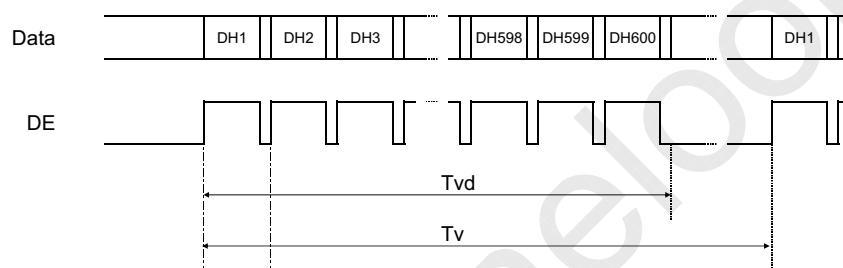 Data
DH1 DH2 DH3 DH598 DH599 DH600 DH1
DE
Tvd
Tv